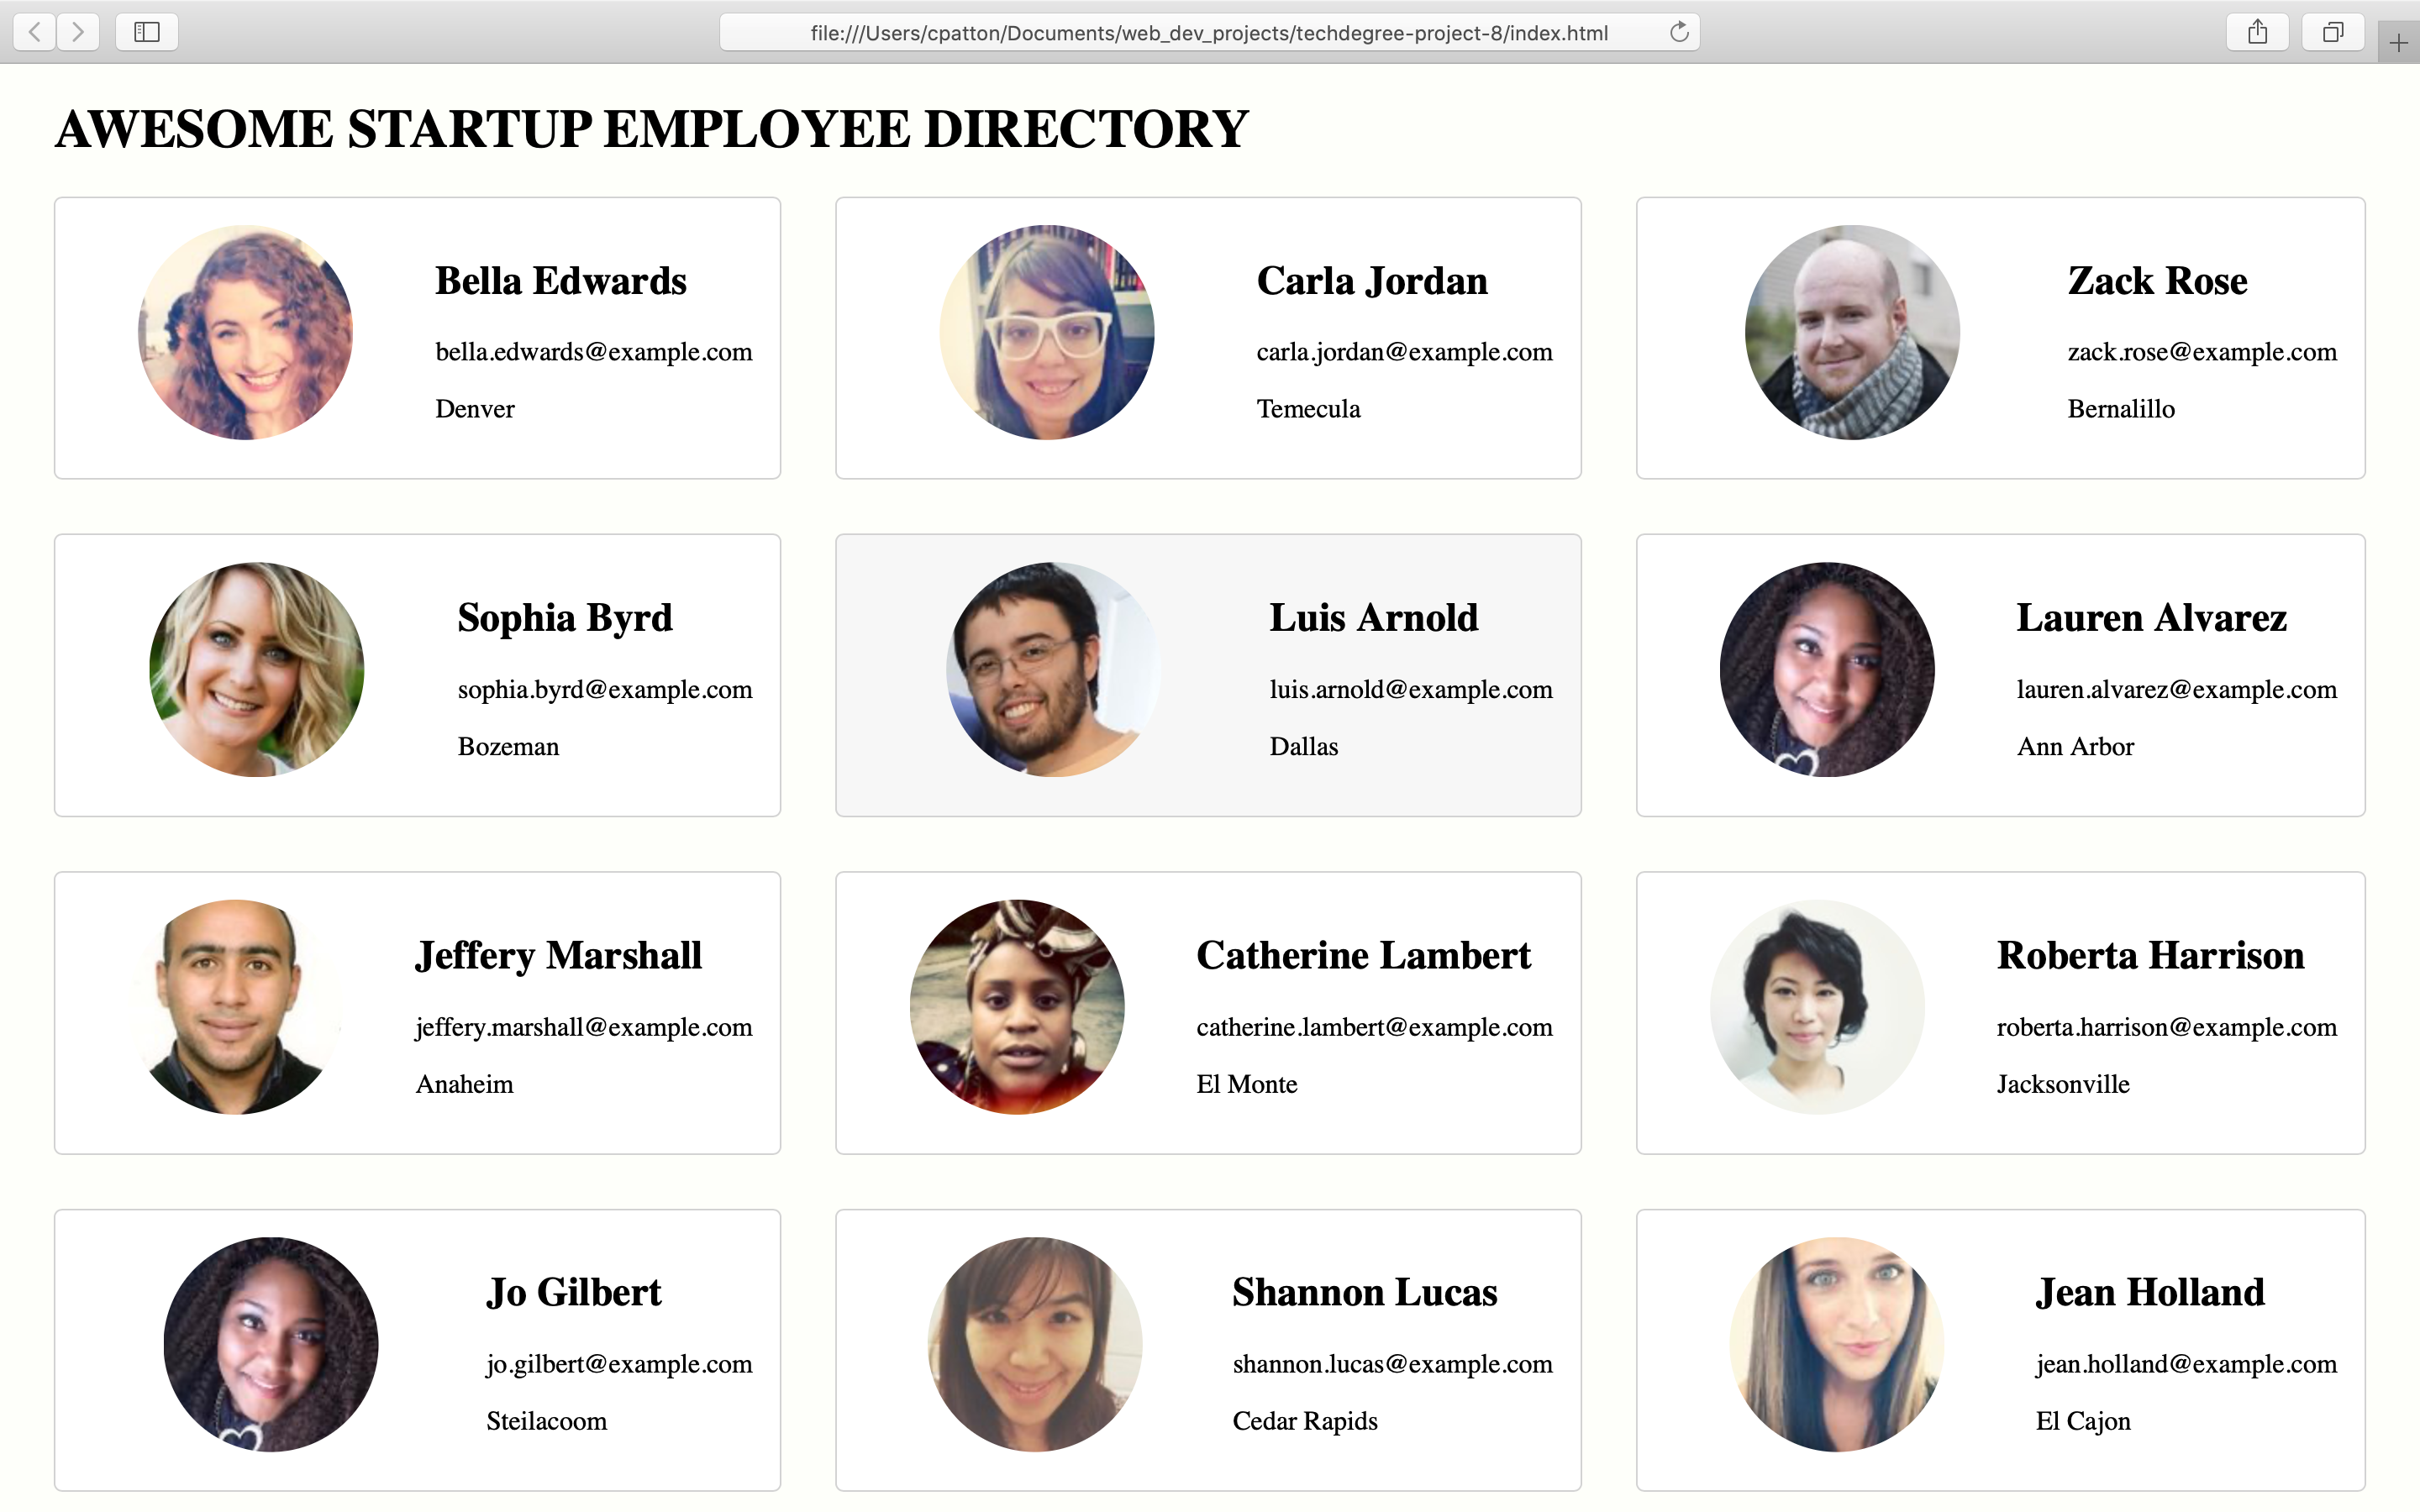 file:///Users/cpatton/Documents/web_dev_projects/techdegree-project-8/index.html
AWESOME STARTUP EMPLOYEE DIRECTORY
Bella Edwards
bella.edwards@example.com
Denver
Carla Jordan
carla.jordan@example.com
Temecula
Zack Rose
zack.rose@example.com
Bernalillo
Sophia Byrd
sophia.byrd@example.com
Bozeman
Luis Arnold
luis.arnold@example.com
Dallas
Lauren Alvarez
lauren.alvarez@example.com
Ann Arbor
Jeffery Marshall
jeffery.marshall@example.com
Anaheim
Catherine Lambert
catherine.lambert@example.com
El Monte
Roberta Harrison
roberta.harrison@example.com
Jacksonville
Jo Gilbert
jo.gilbert@example.com
Steilacoom
Shannon Lucas
shannon.lucas@example.com
Cedar Rapids
Jean Holland
jean.holland@example.com
El Cajon